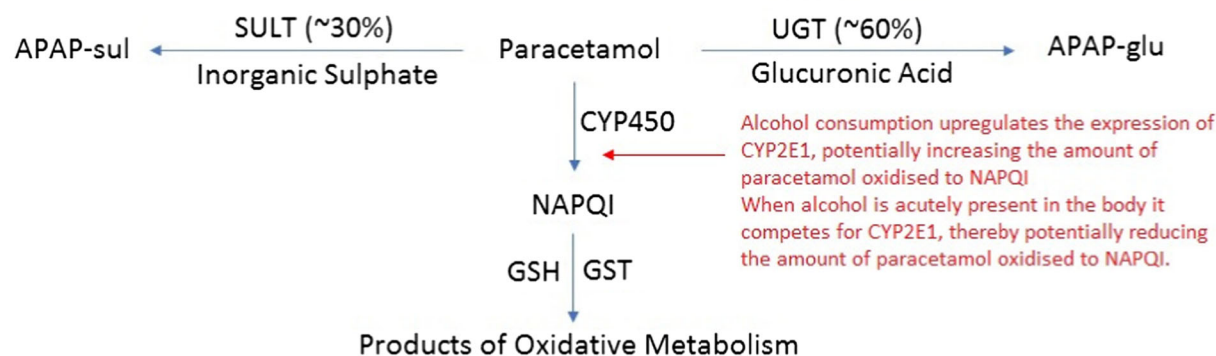 SULT (~30%)
UGT (~60%)
APAP-sul
Paracetamol
APAP-glu
Inorganic Sulphate
Glucuronic Acid
CYP450
Alcohol consumption upregulates the expression of
CYP2E1, potentially increasing the amount of
paracetamol oxidised to NAPQI
When alcohol is acutely present in the body it
competes for CYP2E1, thereby potentially reducing
the amount of paracetamol oxidised to NAPQI.
NAPQI
GSH
GST
Products of Oxidative Metabolism